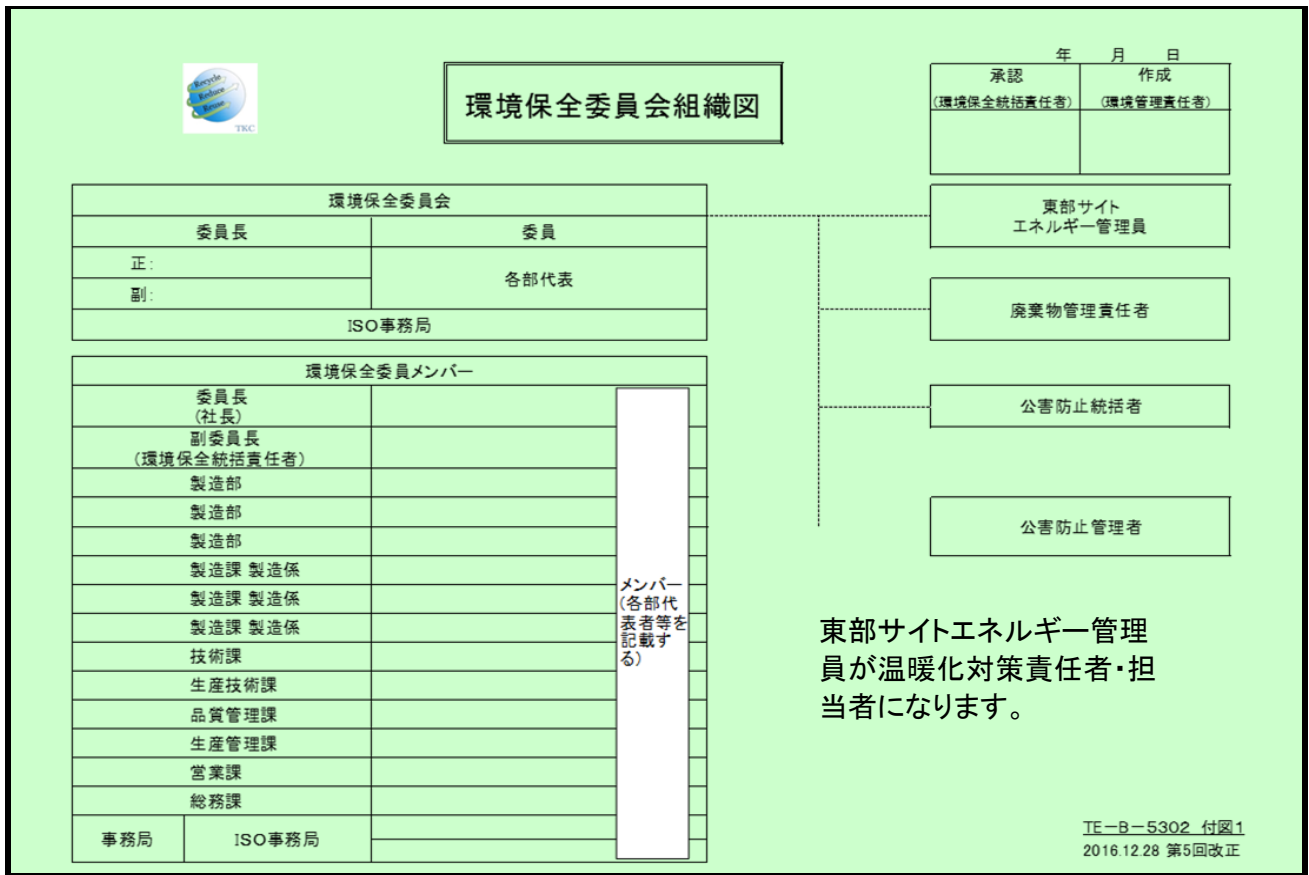 年 月 日
Recycle
Reduce
Reuse
TKC
環境保全委員会組織図
承認 作成
(環境保全統括責任者) (環境管理責任者)
環境保全委員会
委員長 委員
正:
副:
各部代表
ISO事務局
東部サイト
エネルギー管理員
廃棄物管理責任者
公害防止統括者
公害防止管理者
環境保全委員メンバー
委員長
(社長)
副委員長
(環境保全統括責任者)
製造部
製造部
製造部
製造課 製造係
製造課 製造係
製造課 製造係
技術課
生産技術課
品質管理課
生産管理課
営業課
総務課
事務局 ISO事務局
メンバー
(各部代
表者等を
記載す
る)
東部サイトエネルギー管理
員が温暖化対策責任者・担
当者になります。
TE-B-5302 付図1
2016.12.28 第5回改正